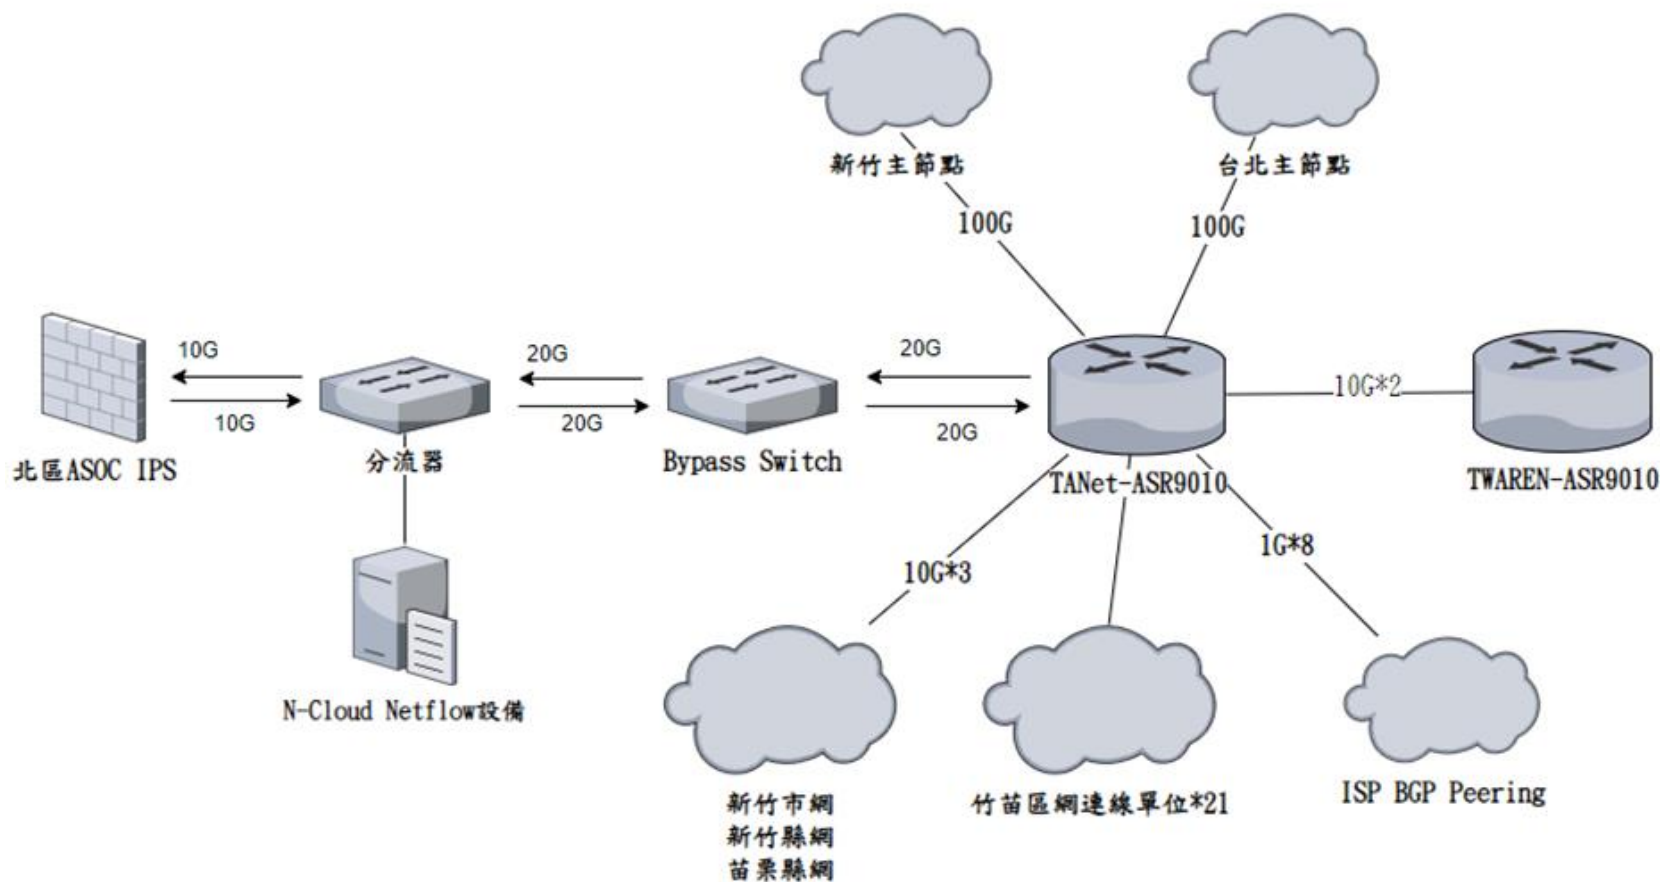 新竹主節點
台北主節點
100G
100G
10G
20G
20G
10G*2
10G
20G
20G
北區ASOC IPS
分流器
Bypass Switch
TANet-ASR9010
TWAREN-ASR9010
10G*3
1G*8
N-Cloud Netflow設備
新竹市網
新竹縣網
苗栗縣網
竹苗區網連線單位*21
ISP BGP Peering